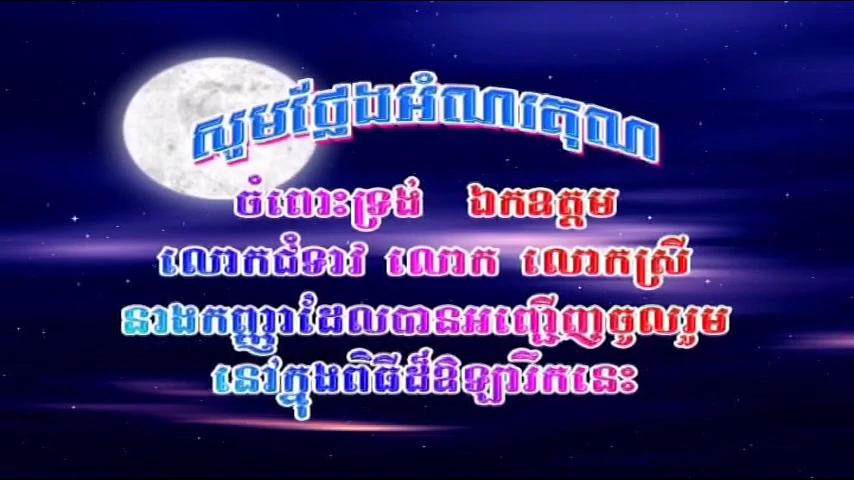 សូមថ្លែងអំណរគុណ
ចំពោះទ្រង់ ឯកឧត្តម
លោកជំទាវ លោក លោកស្រី
នាងកញ្ញាដែលបានអញ្ជើញចូលរួម
នៅក្នុងពិធីដ៏ឱឡារឹកនេះ